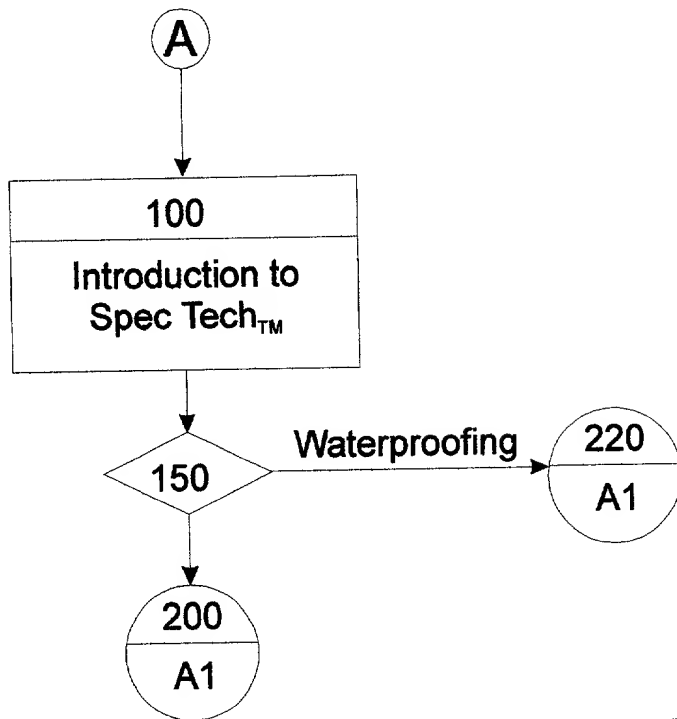 A
100
Introduction to
Spec Tech™
150
Waterproofing
220
A1
200
A1